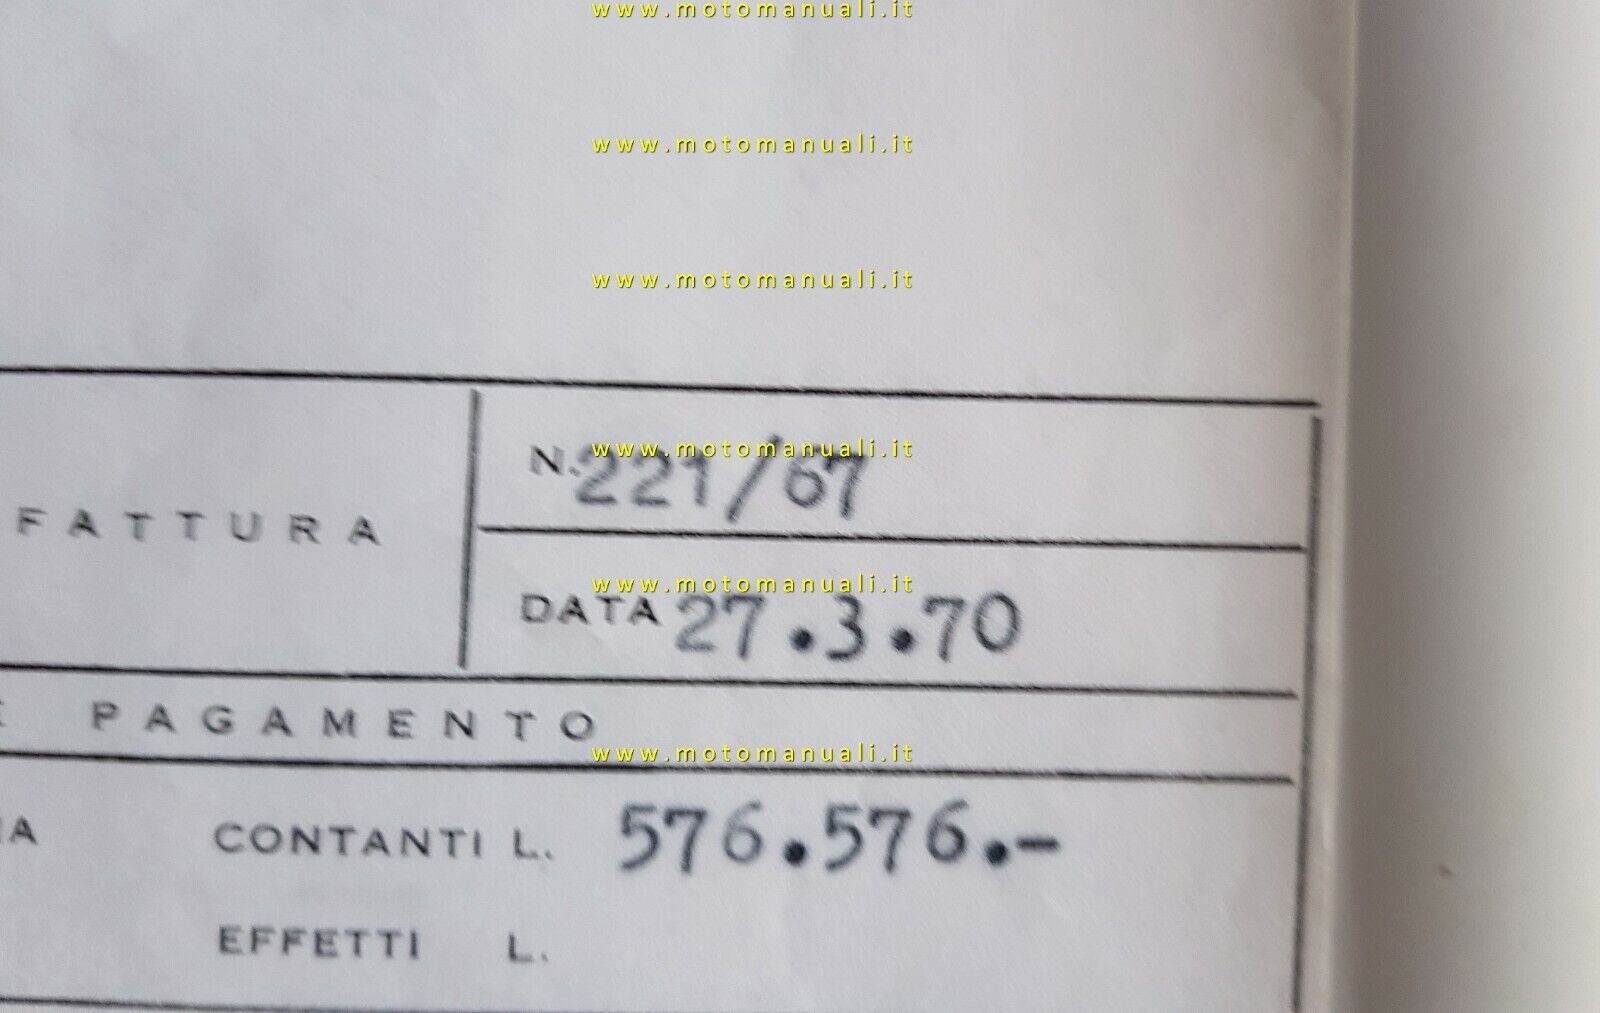 www.motomanuali.it
www.motomanuali.it
www.motomanuali.it
www.motomanuali.it
N. 221/67
FATTURA
www.motomanuali.it
DATA 27.3.70
PAGAMENTO
www.motomanuali.it
CONTANTI L. 576.576.-
EFFETTI L.